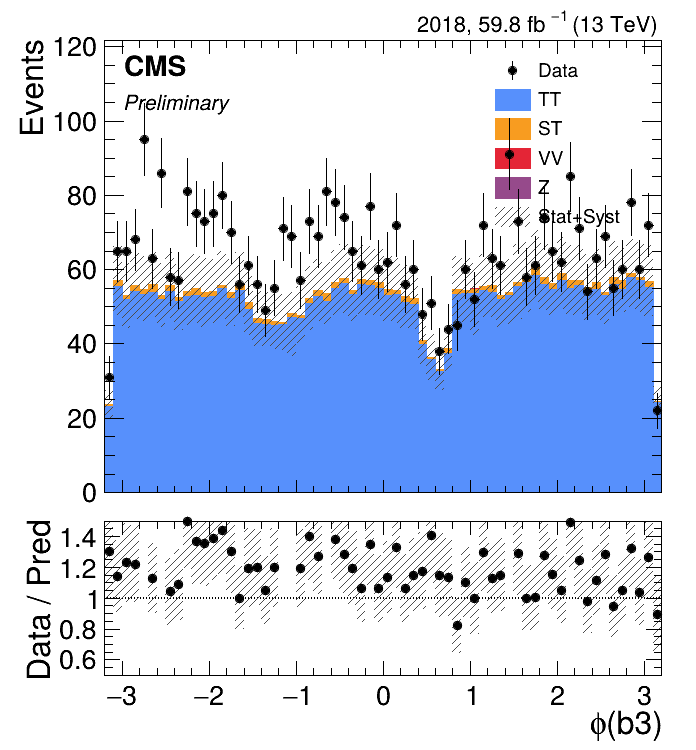 2018, 59.8 fb⁻¹ (13 TeV)
Events
120
100
80
60
40
20
0
CMS
Preliminary
Data
TT
ST
VV
Z
Stat+Syst
Data / Pred
1.4
1.2
1
0.8
0.6
−3 −2 −1 0 1 2 3
ϕ(b3)